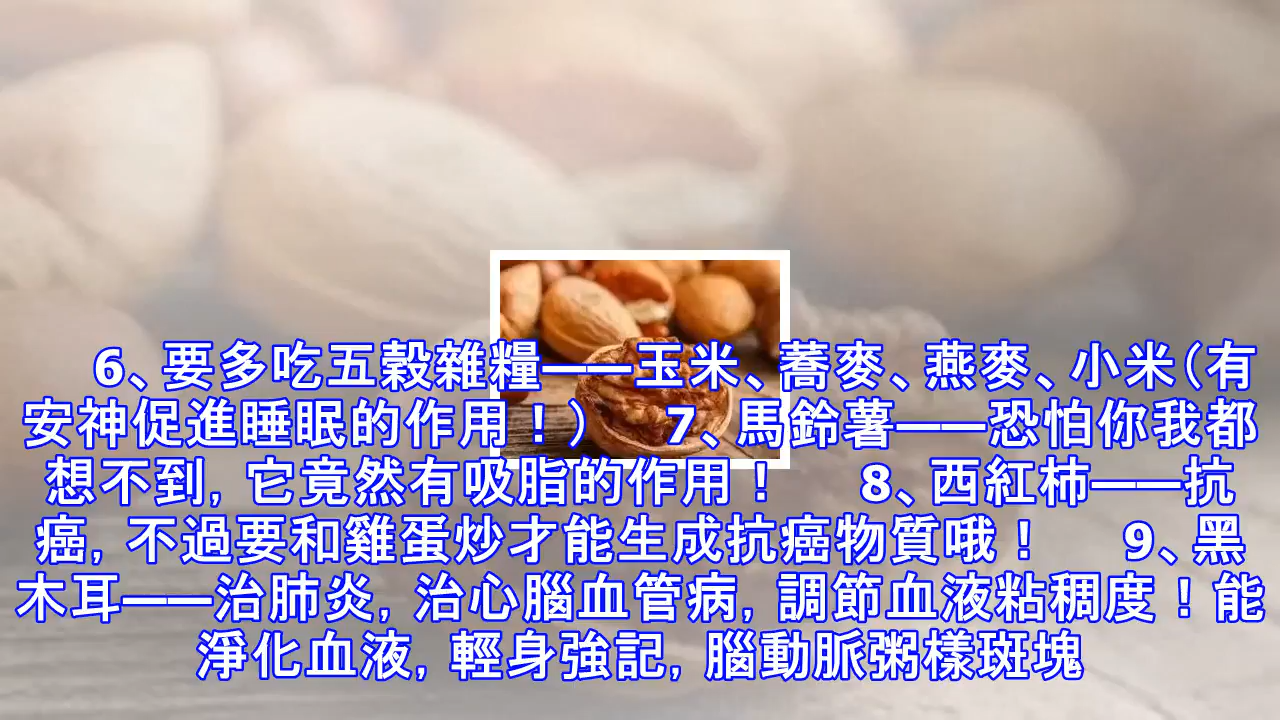 6、要多吃五穀雜糧——玉米、蕎麥、燕麥、小米(有
安神促進睡眠的作用！） 7、馬鈴薯——恐怕你我都
想不到, 它竟然有吸脂的作用！ 8、西紅柿——抗
癌, 不過要和雞蛋炒才能生成抗癌物質哦！ 9、黑
木耳——治肺炎, 治心腦血管病, 調節血液粘稠度！能
淨化血液, 輕身強記, 腦動脈粥樣斑塊